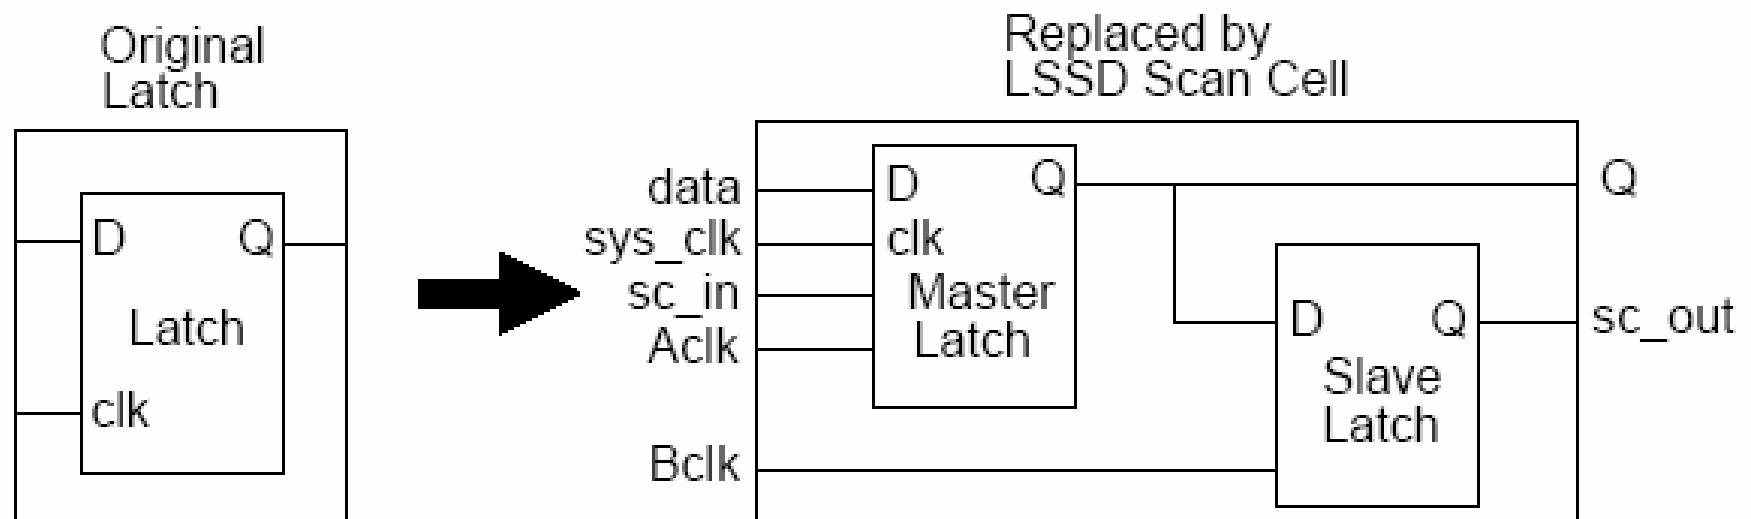 Original
Latch
D
Q
Latch
clk
Replaced by
LSSD Scan Cell
data
sys_clk
sc_in
Aclk
Bclk
D
Q
clk
Master
Latch
D
Q
Slave
Latch
Q
sc_out